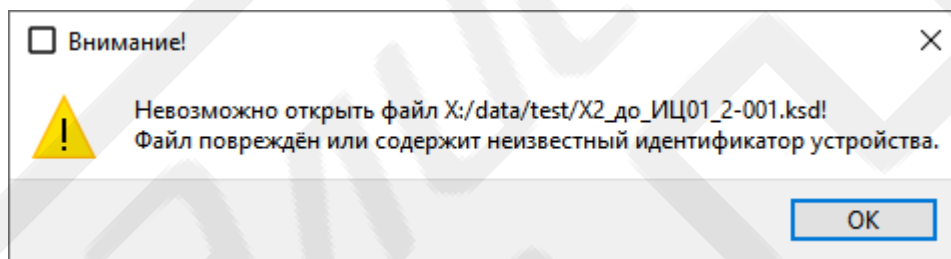 Внимание!
Невозможно открыть файл X:/data/test/X2_до_ИЦ01_2-001.ksd!
Файл повреждён или содержит неизвестный идентификатор устройства.
OK